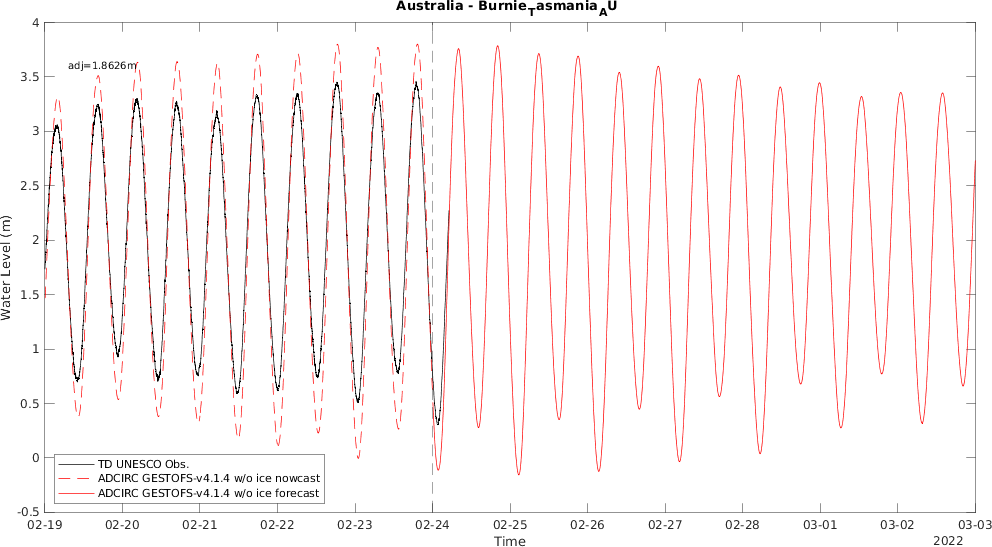 Australia - Burnie_Tasmania_AU
adj=1.8626m
4
3.5
3
2.5
2
1.5
1
0.5
0
-0.5
Water Level (m)
TD UNESCO Obs.
ADCIRC GESTOFS-v4.1.4 w/o ice nowcast
ADCIRC GESTOFS-v4.1.4 w/o ice forecast
02-19 02-20 02-21 02-22 02-23 02-24 02-25 02-26 02-27 02-28 03-01 03-02 03-03
Time
2022